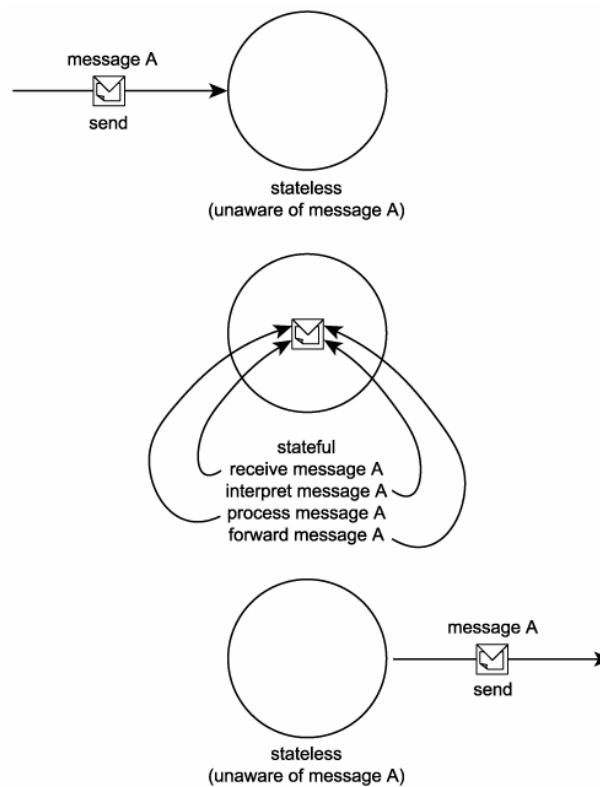 message A
send
stateless
(unaware of message A)
stateful
receive message A
interpret message A
process message A
forward message A
message A
send
stateless
(unaware of message A)